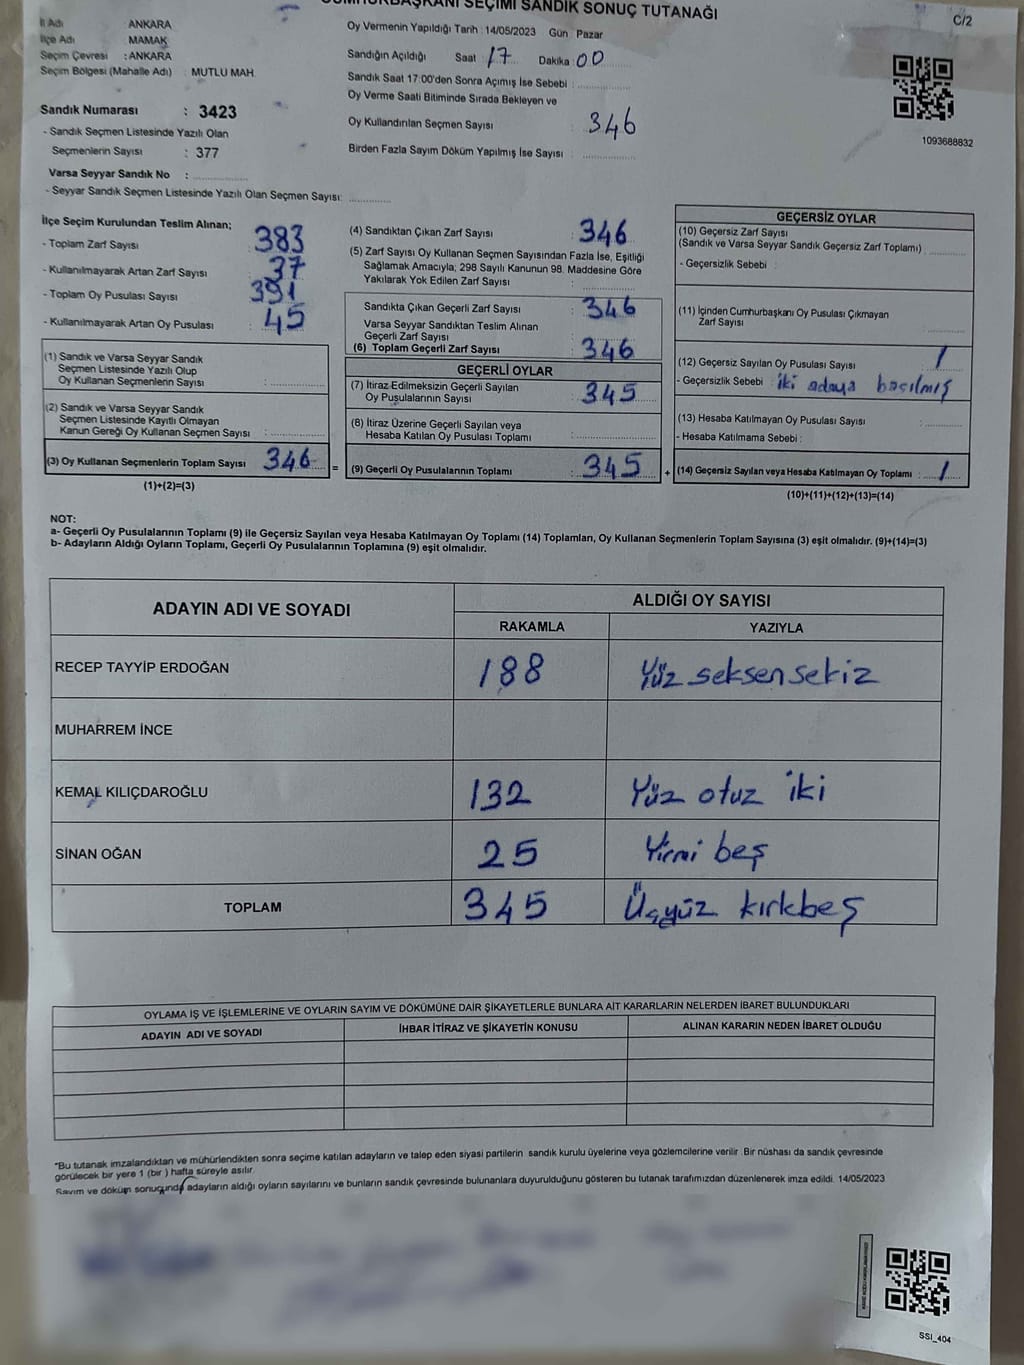 CUMHURBAŞKANI SEÇİMİ SANDIK SONUÇ TUTANAĞI
C/2
İl Adı ANKARA
İlçe Adı MAMAK
Seçim Çevresi : ANKARA
Seçim Bölgesi (Mahalle Adı) : MUTLU MAH.
Sandık Numarası : 3423
- Sandık Seçmen Listesinde Yazılı Olan
Seçmenlerin Sayısı : 377
Varsa Seyyar Sandık No : ..............
- Seyyar Sandık Seçmen Listesinde Yazılı Olan Seçmen Sayısı: ............
Oy Vermenin Yapıldığı Tarih : 14/05/2023 Gün Pazar
Sandığın Açıldığı Saat 17 Dakika : 00
Sandık Saat 17:00'den Sonra Açımış İse Sebebi : ..............
Oy Verme Saati Bitiminde Sırada Bekleyen ve
Oy Kullandırılan Seçmen Sayısı : 346
Birden Fazla Sayım Döküm Yapılmış İse Sayısı : ..............
1093688832
İlçe Seçim Kurulundan Teslim Alınan;
- Toplam Zarf Sayısı : 383
- Kullanılmayarak Artan Zarf Sayısı : 37
- Toplam Oy Pusulası Sayısı : 391
- Kullanılmayarak Artan Oy Pusulası : 45
(1) Sandık ve Varsa Seyyar Sandık
Seçmen Listesinde Yazılı Olup
Oy Kullanan Seçmenlerin Sayısı : ..............
(2) Sandık ve Varsa Seyyar Sandık
Seçmen Listesinde Kayıtlı Olmayan
Kanun Gereği Oy Kullanan Seçmen Sayısı : ..............
(3) Oy Kullanan Seçmenlerin Toplam Sayısı 346 =
(1)+(2)=(3)
(4) Sandıktan Çıkan Zarf Sayısı : 346
(5) Zarf Sayısı Oy Kullanan Seçmen Sayısından Fazla İse, Eşitliği
Sağlamak Amacıyla; 298 Sayılı Kanunun 98. Maddesine Göre
Yakılarak Yok Edilen Zarf Sayısı : ..............
Sandıkta Çıkan Geçerli Zarf Sayısı : 346
Varsa Seyyar Sandıktan Teslim Alınan
Geçerli Zarf Sayısı : ..............
(6) Toplam Geçerli Zarf Sayısı : 346
GEÇERLİ OYLAR
(7) İtiraz Edilmeksizin Geçerli Sayılan
Oy Pusulalarının Sayısı : 345
(8) İtiraz Üzerine Geçerli Sayılan veya
Hesaba Katılan Oy Pusulası Toplamı : ..............
(9) Geçerli Oy Pusulalarının Toplamı : 345 +
GEÇERSİZ OYLAR
(10) Geçersiz Zarf Sayısı
(Sandık ve Varsa Seyyar Sandık Geçersiz Zarf Toplamı) : ..........
- Geçersizlik Sebebi :
(11) İçinden Cumhurbaşkanı Oy Pusulası Çıkmayan
Zarf Sayısı : ..........
(12) Geçersiz Sayılan Oy Pusulası Sayısı : 1
- Geçersizlik Sebebi : iki adaya basılmış
(13) Hesaba Katılmayan Oy Pusulası Sayısı : ..........
- Hesaba Katılmama Sebebi :
(14) Geçersiz Sayılan veya Hesaba Katılmayan Oy Toplamı : 1
(10)+(11)+(12)+(13)=(14)
NOT:
a- Geçerli Oy Pusulalarının Toplamı (9) ile Geçersiz Sayılan veya Hesaba Katılmayan Oy Toplamı (14) Toplamları, Oy Kullanan Seçmenlerin Toplam Sayısına (3) eşit olmalıdır. (9)+(14)=(3)
b- Adayların Aldığı Oyların Toplamı, Geçerli Oy Pusulalarının Toplamına (9) eşit olmalıdır.
ADAYIN ADI VE SOYADI ALDIĞI OY SAYISI
RAKAMLA YAZIYLA
RECEP TAYYİP ERDOĞAN 188 Yüz seksen sekiz
MUHARREM İNCE
KEMAL KILIÇDAROĞLU 132 Yüz otuz iki
SİNAN OĞAN 25 Yirmi beş
TOPLAM 345 Üçyüz kırkbeş
OYLAMA İŞ VE İŞLEMLERİNE VE OYLARIN SAYIM VE DÖKÜMÜNE DAİR ŞİKAYETLERLE BUNLARA AİT KARARLARIN NELERDEN İBARET BULUNDUKLARI
ADAYIN ADI VE SOYADI İHBAR İTİRAZ VE ŞİKAYETİN KONUSU ALINAN KARARIN NEDEN İBARET OLDUĞU
*Bu tutanak imzalandıktan ve mühürlendikten sonra seçime katılan adayların ve talep eden siyasi partilerin sandık kurulu üyelerine veya gözlemcilerine verilir. Bir nüshası da sandık çevresinde
görülecek bir yere 1 (bir ) hafta süreyle asılır.
Sayım ve döküm sonucunda adayların aldığı oyların sayılarını ve bunların sandık çevresinde bulunanlara duyurulduğunu gösteren bu tutanak tarafımızdan düzenlenerek imza edildi. 14/05/2023
SSI_404